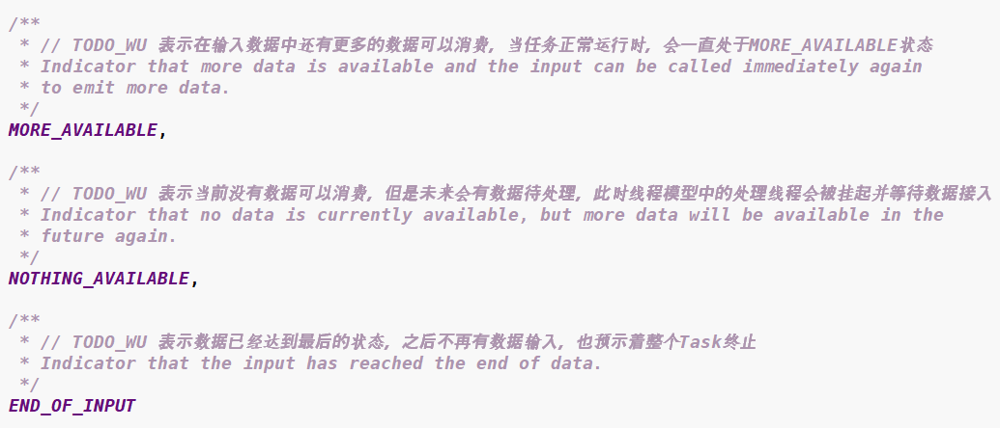 /**
 * // TODO_WU 表示在输入数据中还有更多的数据可以消费，当任务正常运行时，会一直处于MORE_AVAILABLE状态
 * Indicator that more data is available and the input can be called immediately again
 * to emit more data.
 */
MORE_AVAILABLE,
/**
 * // TODO_WU 表示当前没有数据可以消费，但是未来会有数据待处理，此时线程模型中的处理线程会被挂起并等待数据接入
 * Indicator that no data is currently available, but more data will be available in the
 * future again.
 */
NOTHING_AVAILABLE,
/**
 * // TODO_WU 表示数据已经达到最后的状态，之后不再有数据输入，也预示着整个Task终止
 * Indicator that the input has reached the end of data.
 */
END_OF_INPUT